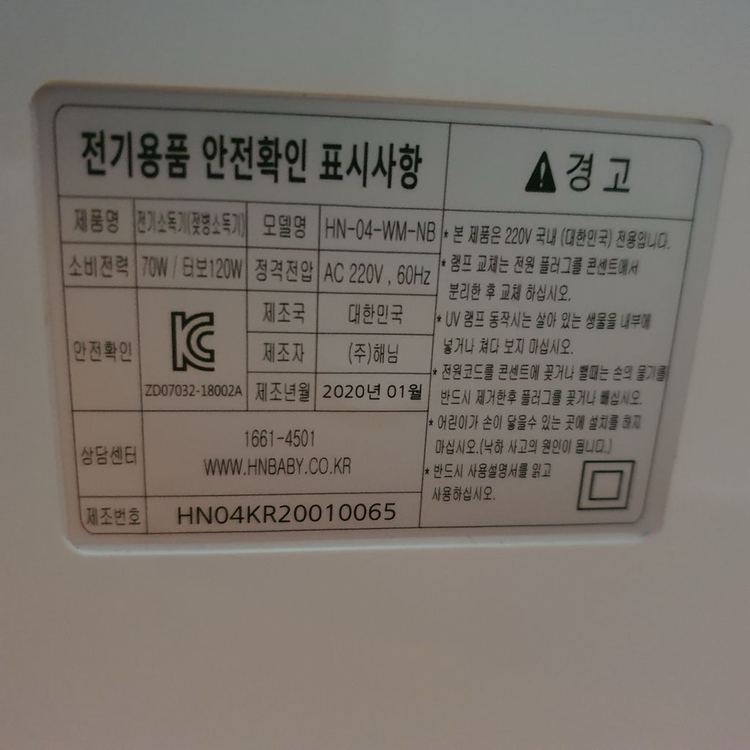 전기용품 안전확인 표시사항
제품명 전기소독기(젖병소독기) 모델명 HN-04-WM-NB
소비전력 70W / 터보120W 정격전압 AC 220V , 60Hz
안전확인 KC ZD07032-18002A
제조국 대한민국
제조자 (주)해님
제조년월 2020년 01월
상담센터 1661-4501
WWW.HNBABY.CO.KR
제조번호 HN04KR20010065
경고
* 본 제품은 220V 국내 (대한민국) 전용입니다.
* 램프 교체는 전원 플러그를 콘센트에서
분리한 후 교체 하십시오.
* UV 램프 동작시는 살아 있는 생물을 내부에
넣거나 쳐다 보지 마십시오.
* 전원코드를 콘센트에 꽂거나 뺄때는 손의 물기를
반드시 제거한후 플러그를 꽂거나 빼십시오.
* 어린이가 손이 닿을수 있는 곳에 설치를 하지
마십시오.(낙하 사고의 원인이 됩니다.)
* 반드시 사용설명서를 읽고
사용하십시오.